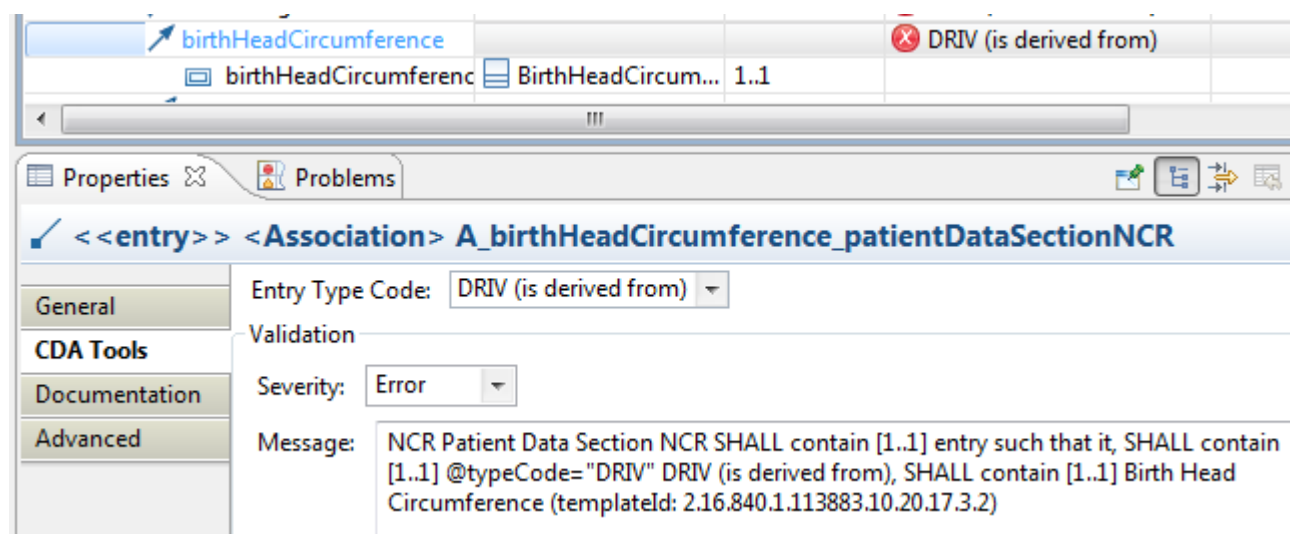 birthHeadCircumference DRIV (is derived from)
birthHeadCircumferenc BirthHeadCircum... 1..1
Properties Problems
<<entry>> <Association> A_birthHeadCircumference_patientDataSectionNCR
General
CDA Tools
Documentation
Advanced
Entry Type Code: DRIV (is derived from)
Validation
Severity: Error
Message: NCR Patient Data Section NCR SHALL contain [1..1] entry such that it, SHALL contain
[1..1] @typeCode="DRIV" DRIV (is derived from), SHALL contain [1..1] Birth Head
Circumference (templateId: 2.16.840.1.113883.10.20.17.3.2)